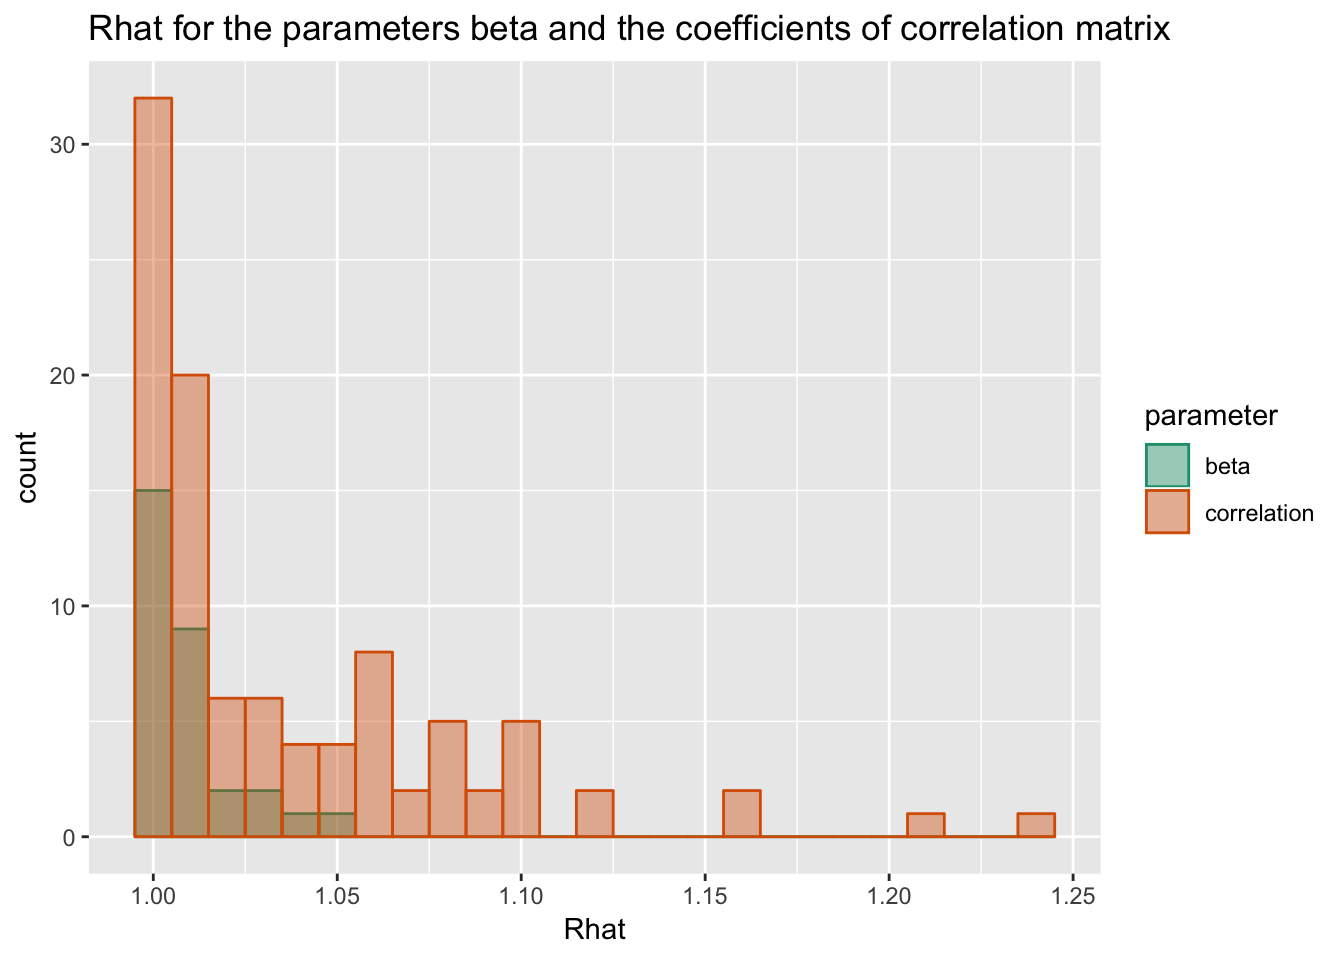 Rhat for the parameters beta and the coefficients of correlation matrix
count
30
20
10
0
1.00 1.05 1.10 1.15 1.20 1.25
Rhat
parameter
beta
correlation